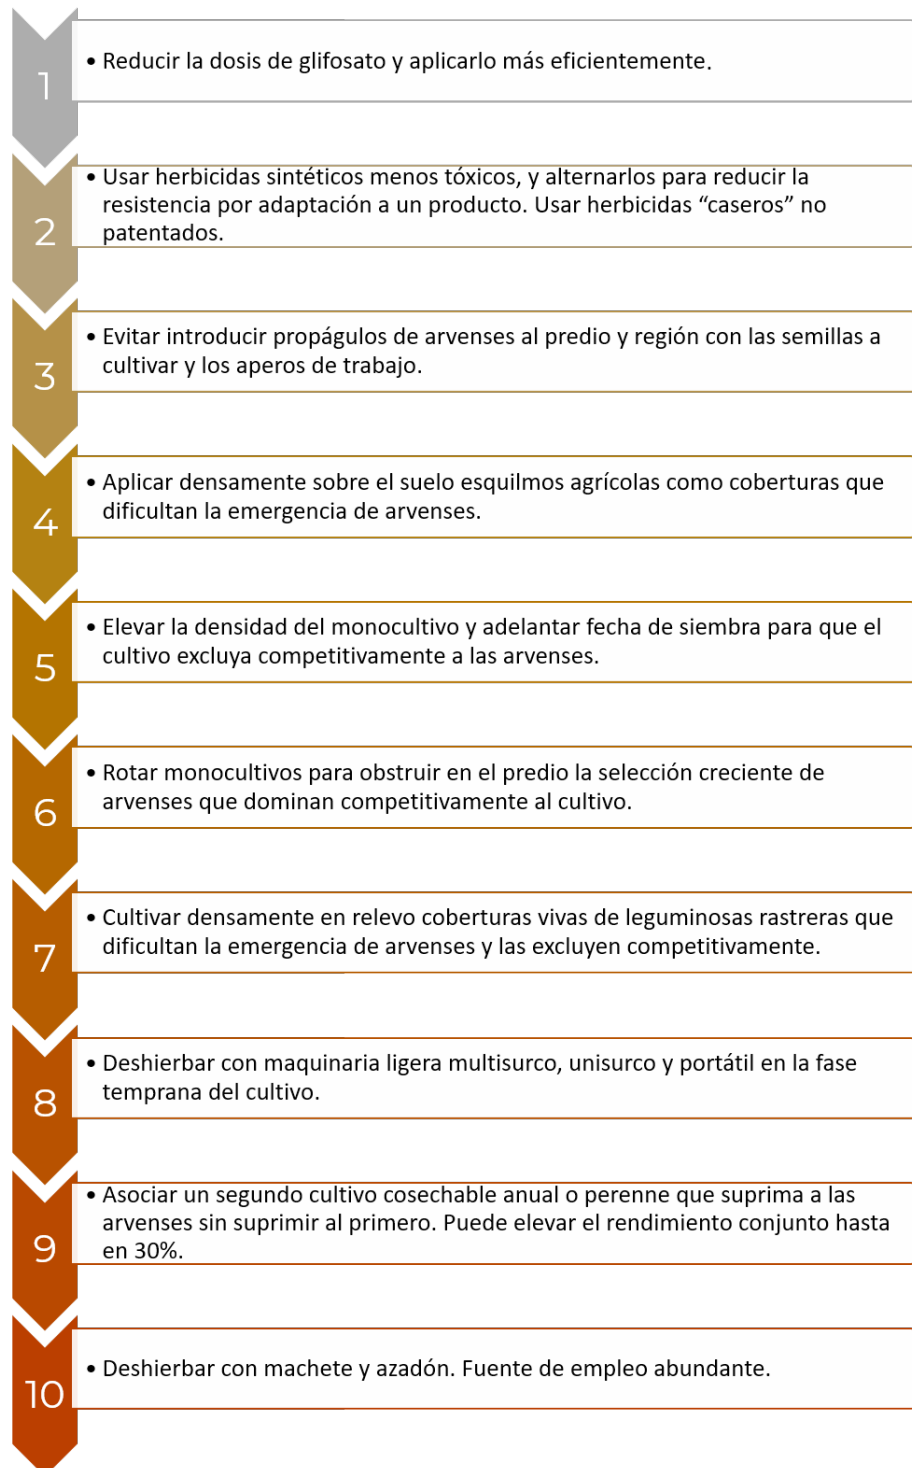 1
• Reducir la dosis de glifosato y aplicarlo más eficientemente.
2
• Usar herbicidas sintéticos menos tóxicos, y alternarlos para reducir la
resistencia por adaptación a un producto. Usar herbicidas “caseros” no
patentados.
3
• Evitar introducir propágulos de arvenses al predio y región con las semillas a
cultivar y los aperos de trabajo.
4
• Aplicar densamente sobre el suelo esquilmos agrícolas como coberturas que
dificultan la emergencia de arvenses.
5
• Elevar la densidad del monocultivo y adelantar fecha de siembra para que el
cultivo excluya competitivamente a las arvenses.
6
• Rotar monocultivos para obstruir en el predio la selección creciente de
arvenses que dominan competitivamente al cultivo.
7
• Cultivar densamente en relevo coberturas vivas de leguminosas rastreras que
dificultan la emergencia de arvenses y las excluyen competitivamente.
8
• Deshierbar con maquinaria ligera multisurco, unisurco y portátil en la fase
temprana del cultivo.
9
• Asociar un segundo cultivo cosechable anual o perenne que suprima a las
arvenses sin suprimir al primero. Puede elevar el rendimiento conjunto hasta
en 30%.
10
• Deshierbar con machete y azadón. Fuente de empleo abundante.